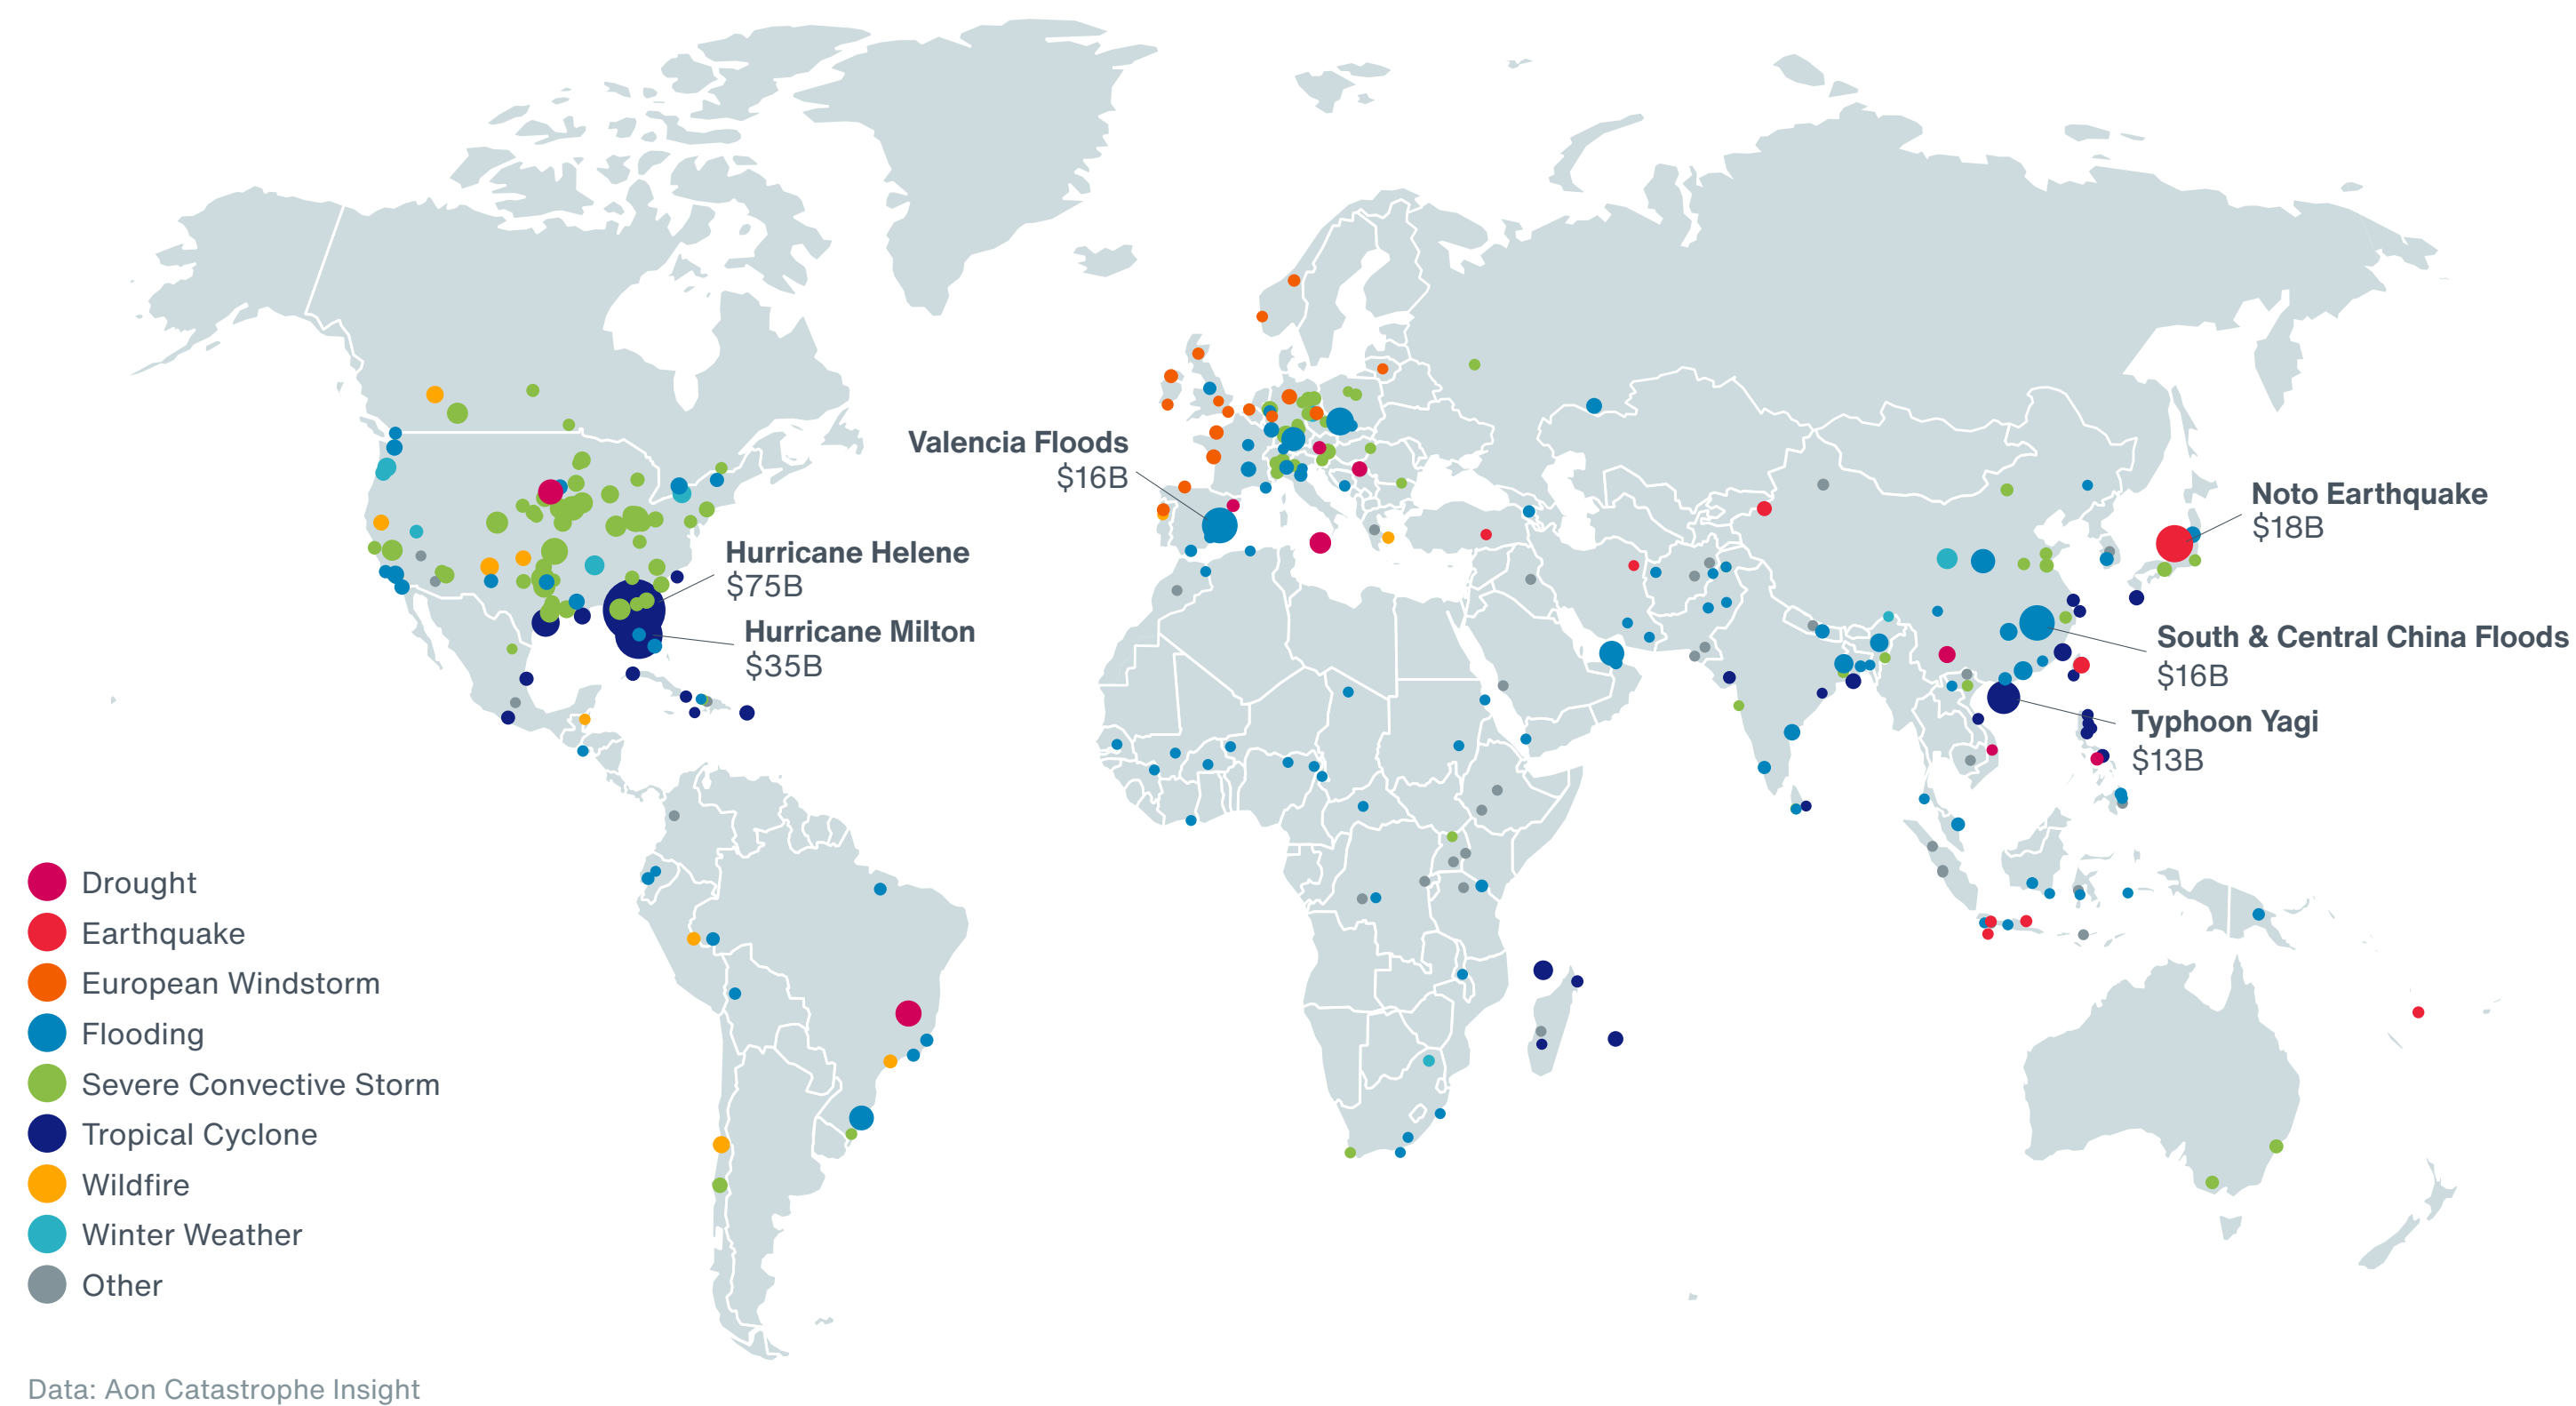 Valencia Floods
$16B
Noto Earthquake
$18B
Hurricane Helene
$75B
Hurricane Milton
$35B
South & Central China Floods
$16B
Typhoon Yagi
$13B
Drought
Earthquake
European Windstorm
Flooding
Severe Convective Storm
Tropical Cyclone
Wildfire
Winter Weather
Other
Data: Aon Catastrophe Insight